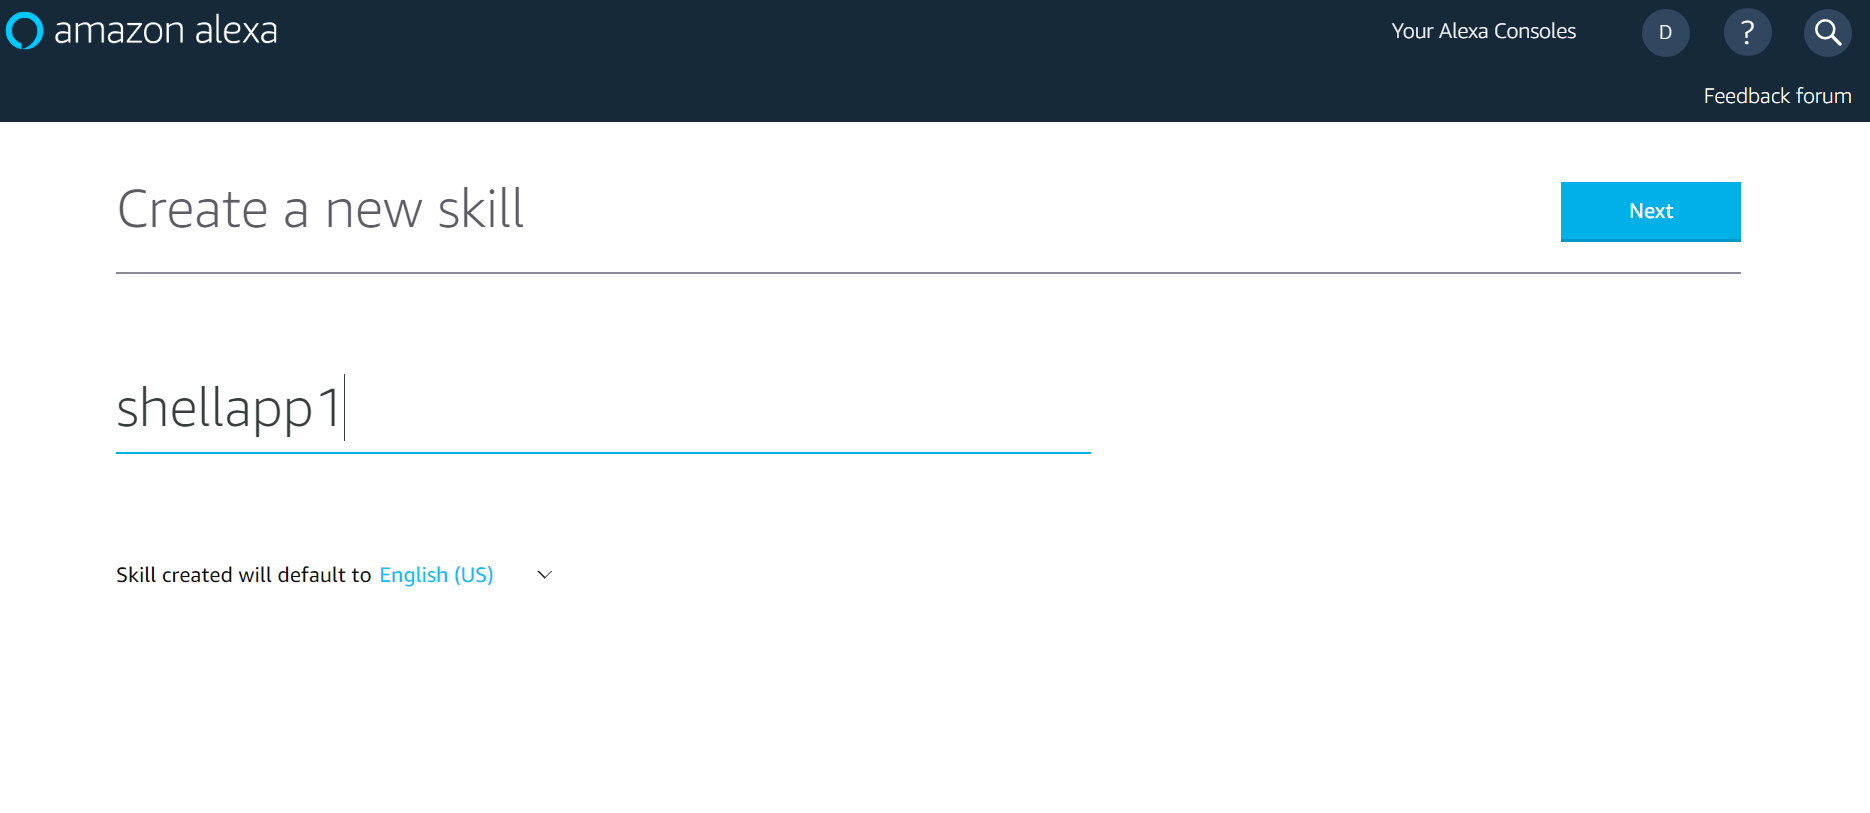 amazon alexa
Your Alexa Consoles
D
?
Feedback forum
Create a new skill
Next
shellapp1
Skill created will default to English (US)